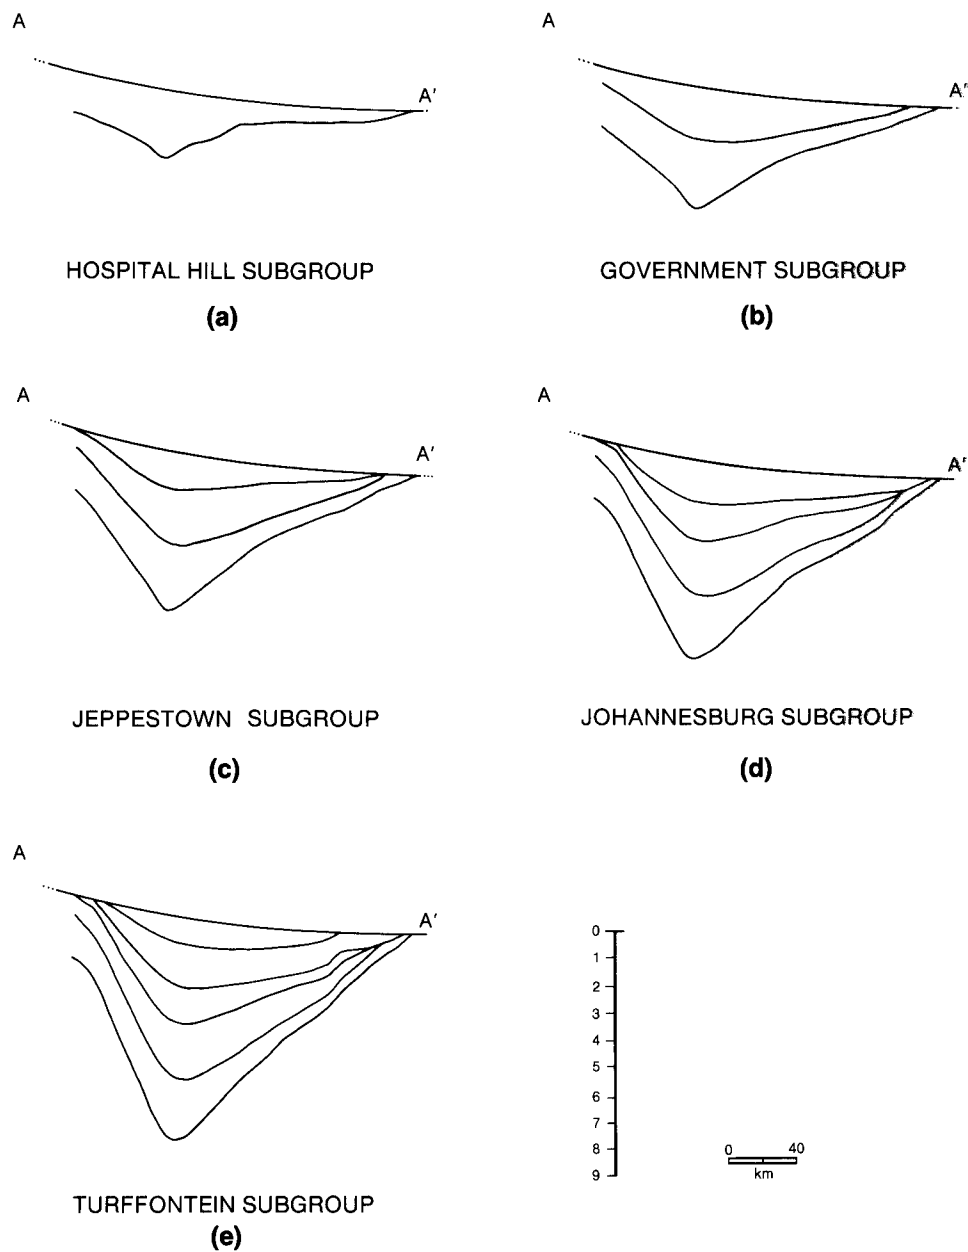 A
A'
HOSPITAL HILL SUBGROUP
(a)
A
A'
GOVERNMENT SUBGROUP
(b)
A
A'
JEPPESTOWN SUBGROUP
(c)
A
A'
JOHANNESBURG SUBGROUP
(d)
A
A'
TURFFONTEIN SUBGROUP
(e)
0
1
2
3
4
5
6
7
8
9
0 40
km